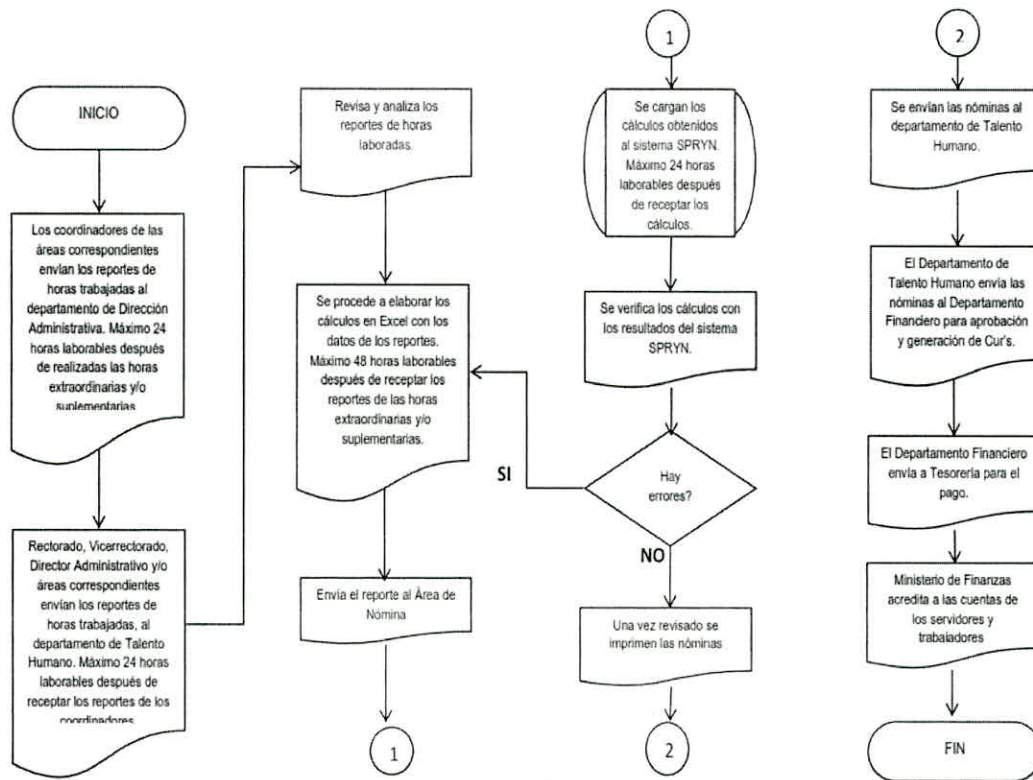 INICIO
Los coordinadores de las
áreas correspondientes
envían los reportes de
horas trabajadas al
departamento de Dirección
Administrativa. Máximo 24
horas laborables después
de realizadas las horas
extraordinarias y/o
suplementarias
Rectorado, Vicerrectorado,
Director Administrativo y/o
áreas correspondientes
envían los reportes de
horas trabajadas, al
departamento de Talento
Humano. Máximo 24 horas
laborables después de
receptar los reportes de los
coordinadores
Revisa y analiza los
reportes de horas
laboradas.
Se procede a elaborar los
cálculos en Excel con los
datos de los reportes.
Máximo 48 horas laborables
después de receptar los
reportes de las horas
extraordinarias y/o
suplementarias.
Envía el reporte al Área de
Nómina
1
1
Se cargan los
cálculos obtenidos
al sistema SPRYN.
Máximo 24 horas
laborables después
de receptar los
cálculos.
Se verifica los cálculos con
los resultados del sistema
SPRYN.
Hay
errores?
SI
NO
Una vez revisado se
imprimen las nóminas
2
2
Se envían las nóminas al
departamento de Talento
Humano.
El Departamento de
Talento Humano envía las
nóminas al Departamento
Financiero para aprobación
y generación de Cur's.
El Departamento Financiero
envía a Tesorería para el
pago.
Ministerio de Finanzas
acredita a las cuentas de
los servidores y
trabajadores
FIN